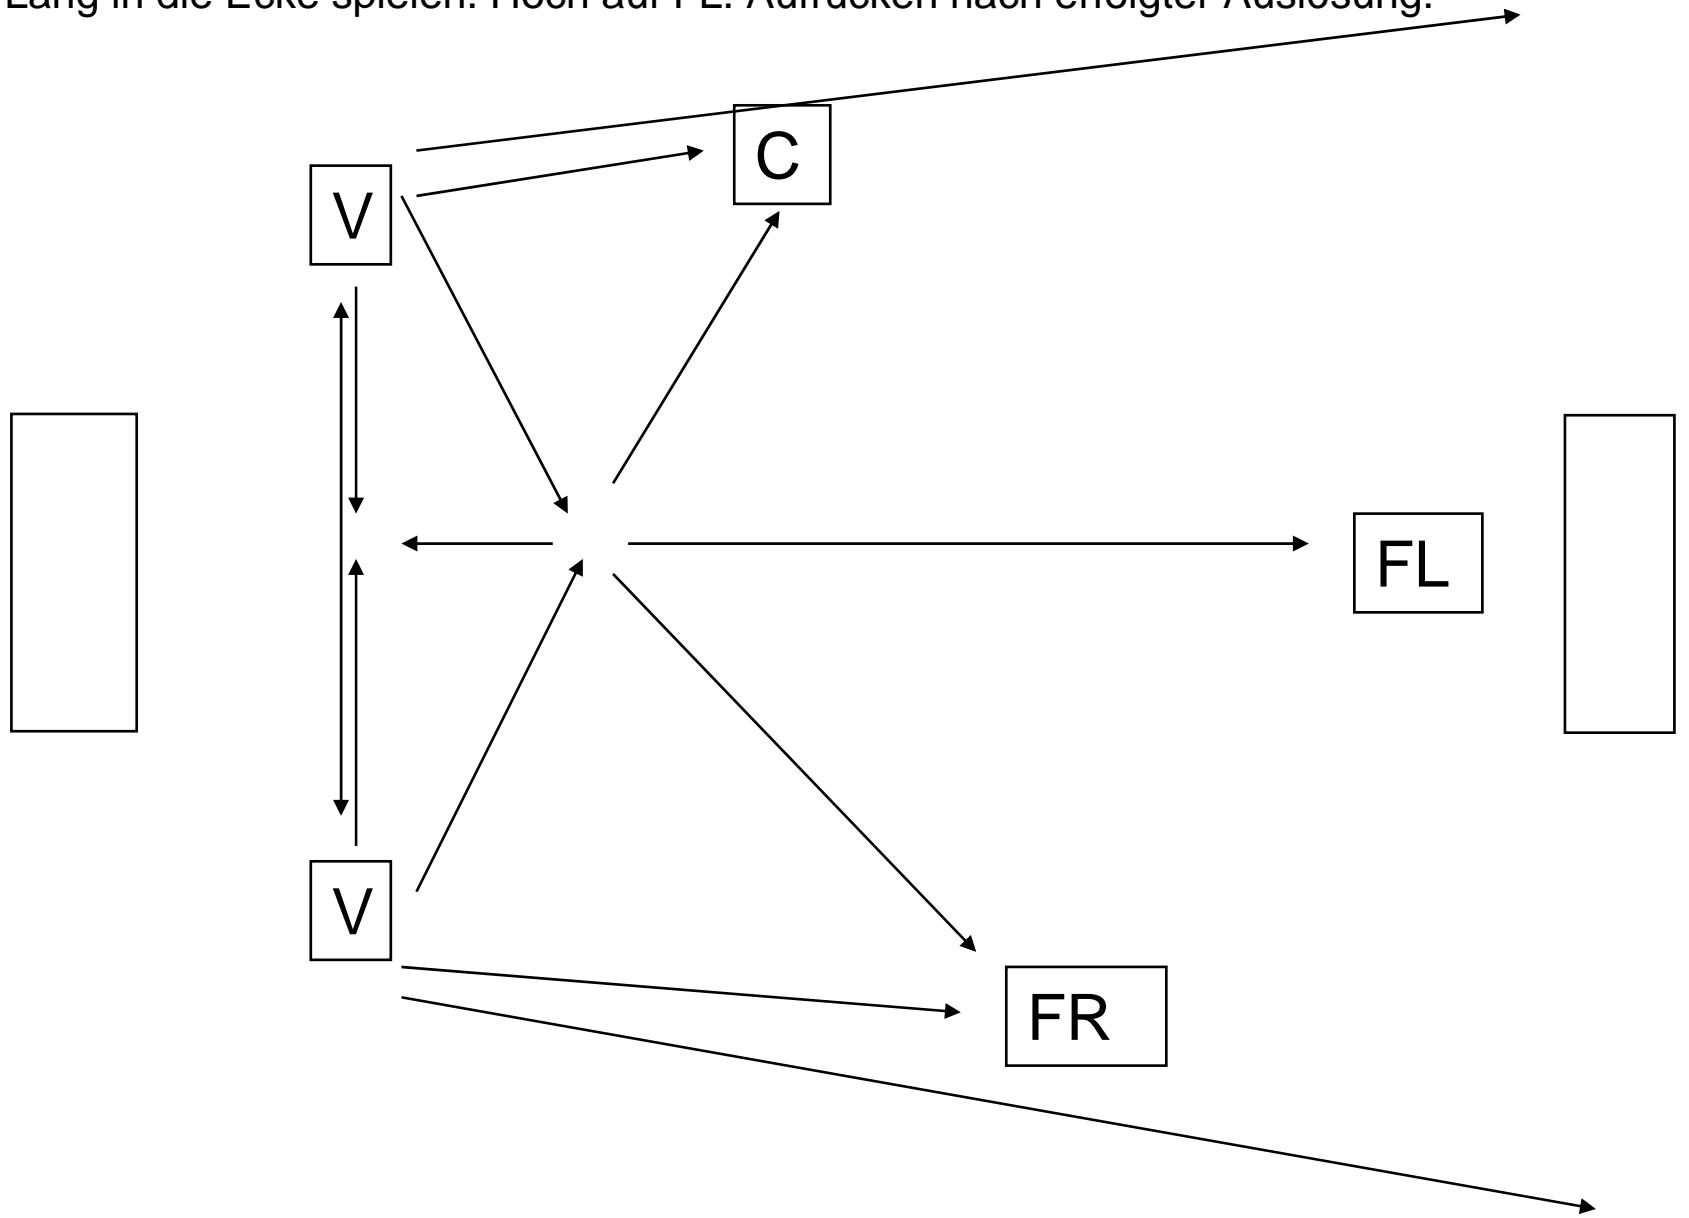 Lang in die Ecke spielen. Hoch auf FL. Aufrücken nach erfolgter Auslösung.
C
V
FL
V
FR